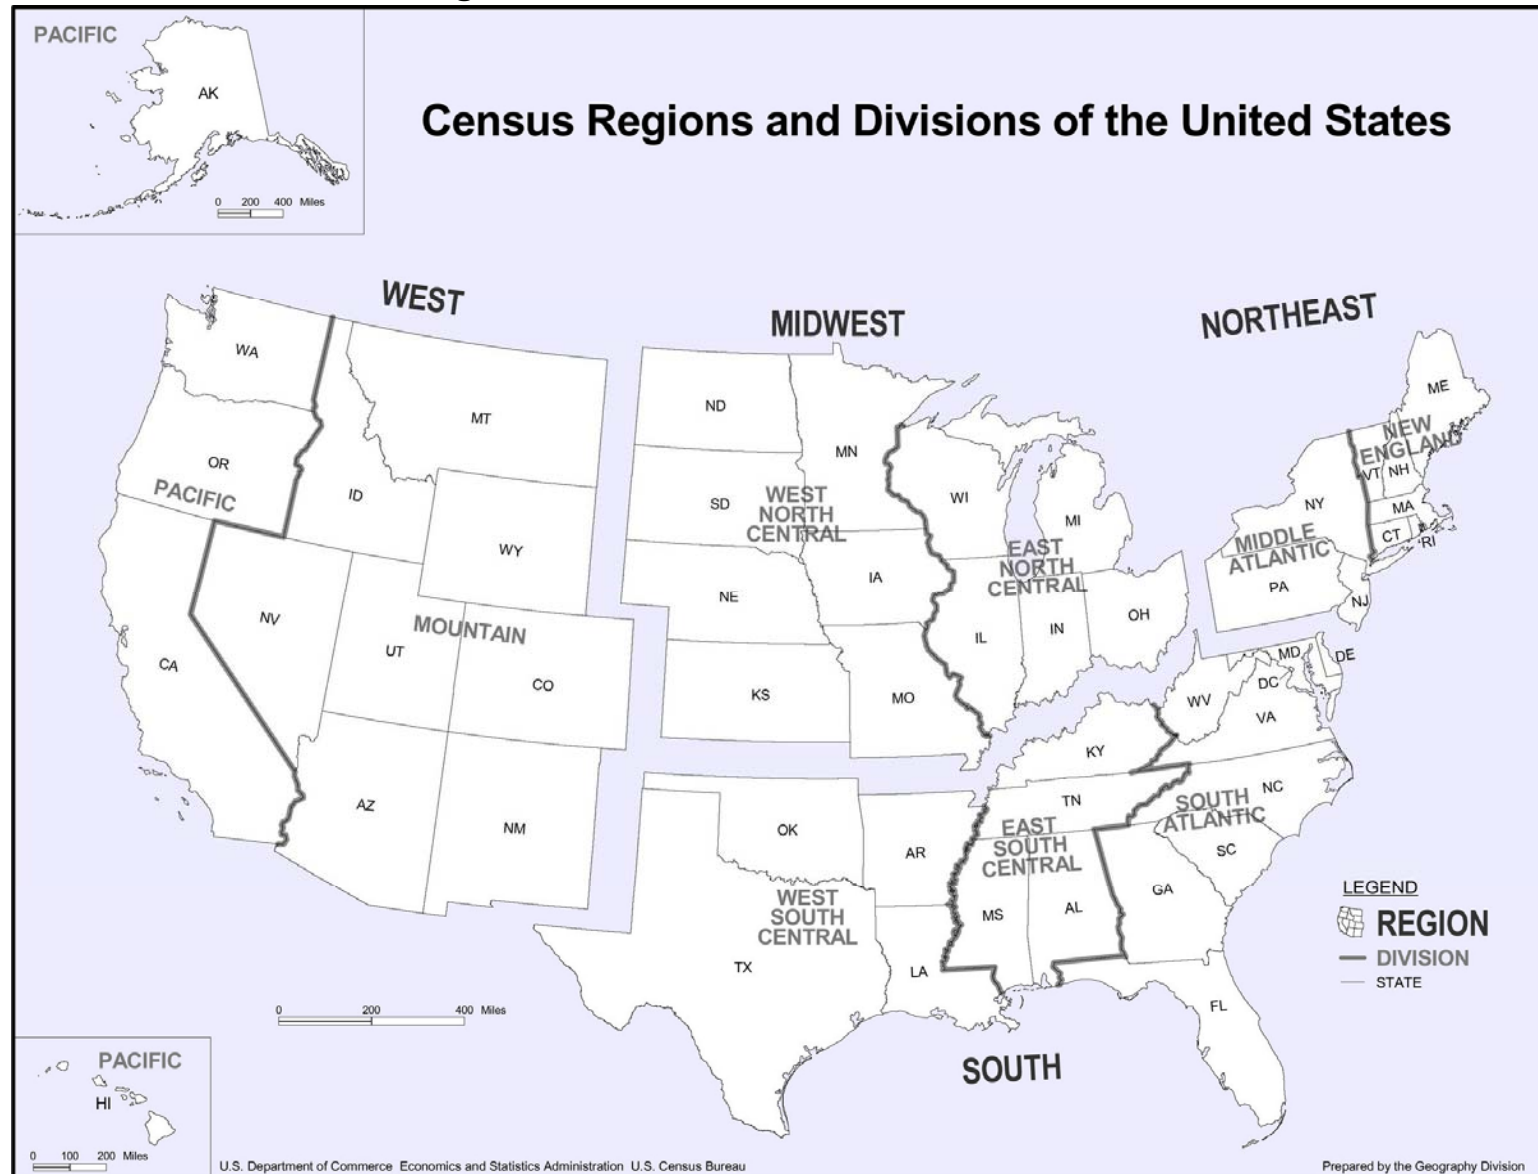 PACIFIC
AK
0 200 400 Miles
Census Regions and Divisions of the United States
WEST
MIDWEST
NORTHEAST
WA
MT
ND
MN
ME
OR
PACIFIC
ID
SD
WEST
NORTH
CENTRAL
WI
MI
NEW
ENGLAND
VT NH
NY
MA
CT
RI
WY
IA
EAST
NORTH
CENTRAL
MIDDLE
ATLANTIC
PA
NJ
NV
MOUNTAIN
NE
IL
IN
OH
CA
UT
CO
KS
MO
MD
DE
DC
WV
VA
KY
AZ
NM
OK
AR
TN
EAST
SOUTH
CENTRAL
SOUTH
ATLANTIC
NC
SC
WEST
SOUTH
CENTRAL
MS
AL
GA
TX
LA
FL
LEGEND
REGION
DIVISION
STATE
0 200 400 Miles
SOUTH
PACIFIC
HI
0 100 200 Miles
U.S. Department of Commerce Economics and Statistics Administration U.S. Census Bureau
Prepared by the Geography Division